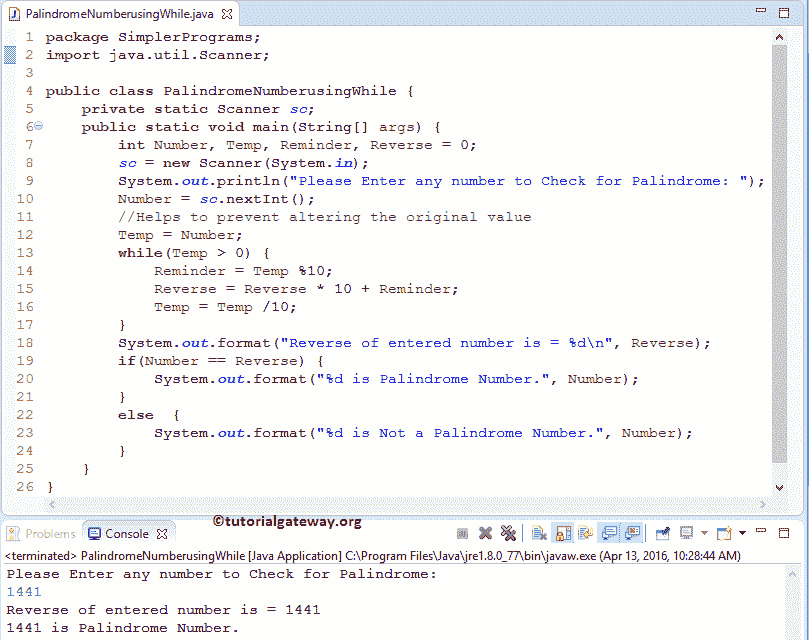 PalindromeNumberusingWhile.java
1 package SimplerPrograms;
2 import java.util.Scanner;
3
4 public class PalindromeNumberusingWhile {
5     private static Scanner sc;
6     public static void main(String[] args) {
7         int Number, Temp, Reminder, Reverse = 0;
8         sc = new Scanner(System.in);
9         System.out.println("Please Enter any number to Check for Palindrome: ");
10         Number = sc.nextInt();
11         //Helps to prevent altering the original value
12         Temp = Number;
13         while(Temp > 0) {
14             Reminder = Temp %10;
15             Reverse = Reverse * 10 + Reminder;
16             Temp = Temp /10;
17         }
18         System.out.format("Reverse of entered number is = %d\n", Reverse);
19         if(Number == Reverse) {
20             System.out.format("%d is Palindrome Number.", Number);
21         }
22         else  {
23             System.out.format("%d is Not a Palindrome Number.", Number);
24         }
25     }
26 }
©tutorialgateway.org
Problems Console
<terminated> PalindromeNumberusingWhile [Java Application] C:\Program Files\Java\jre1.8.0_77\bin\javaw.exe (Apr 13, 2016, 10:28:44 AM)
Please Enter any number to Check for Palindrome:
1441
Reverse of entered number is = 1441
1441 is Palindrome Number.